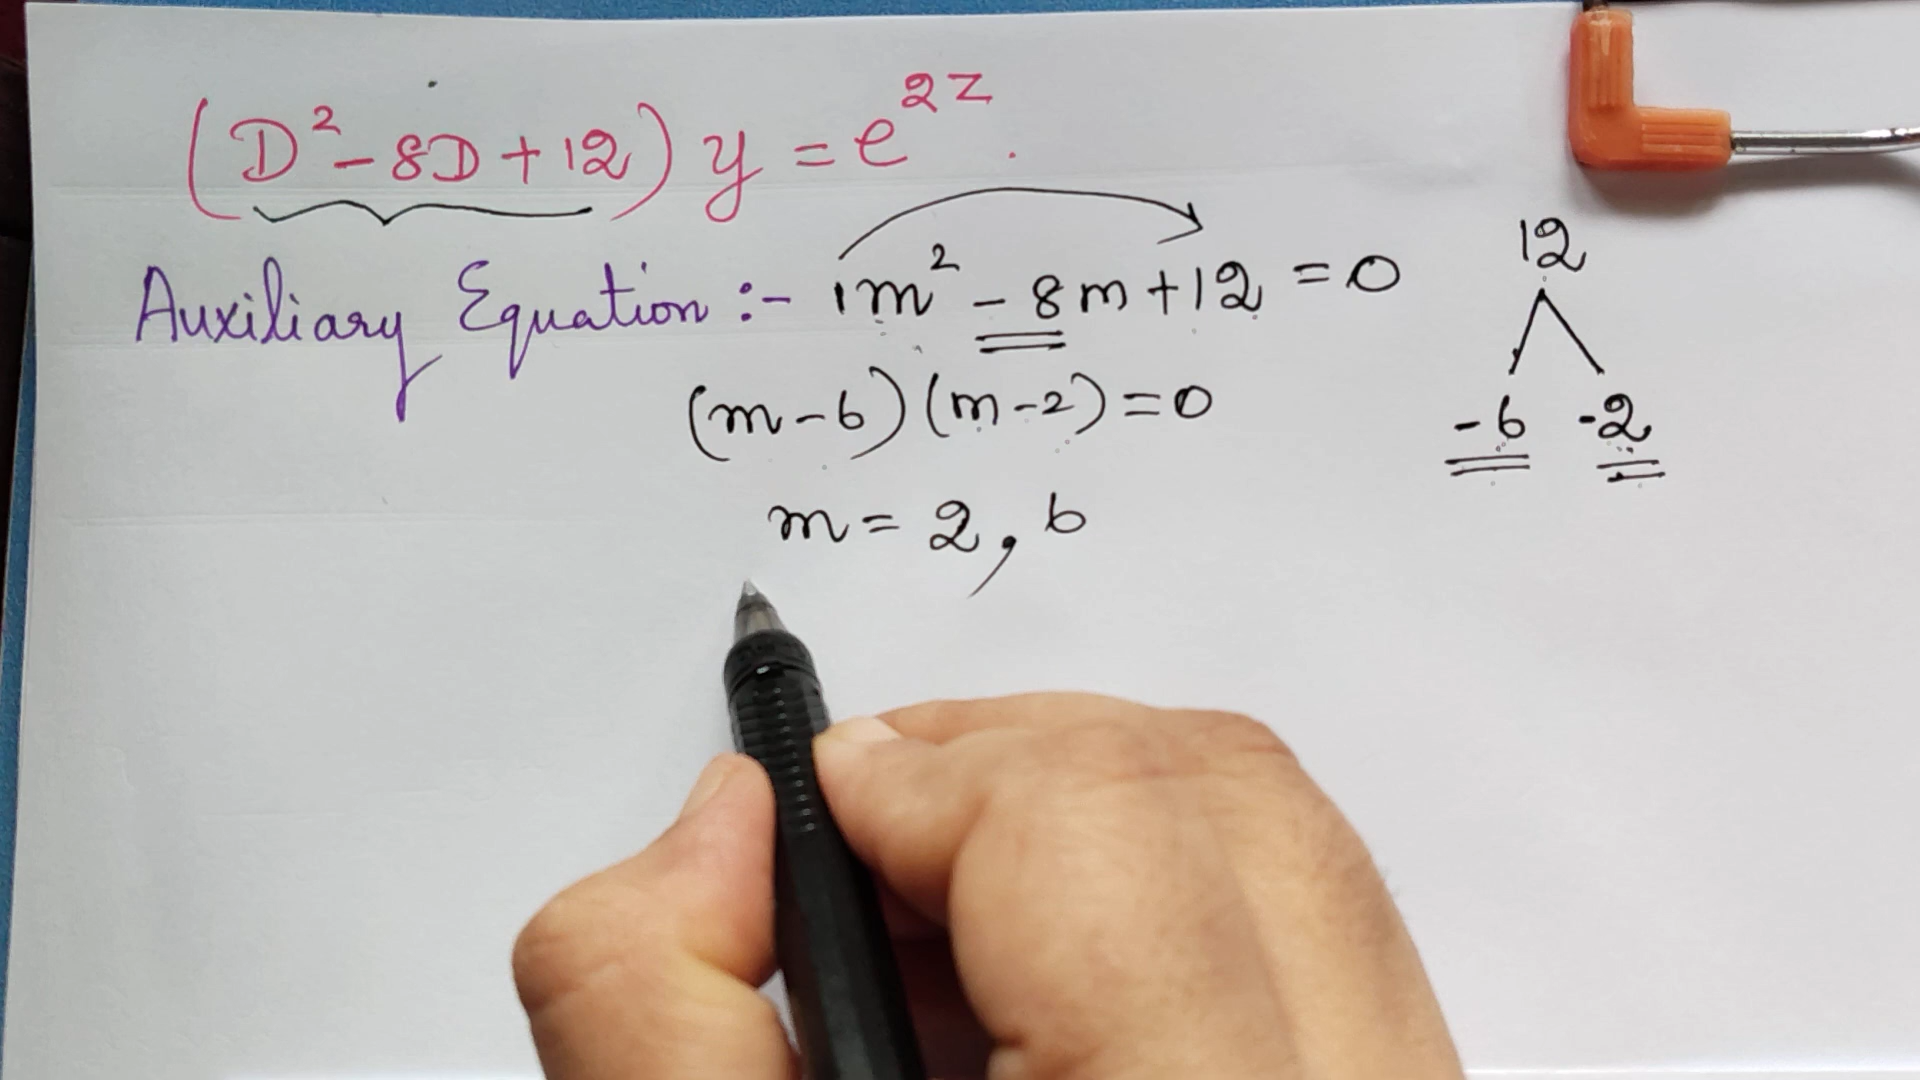 (D² - 8D + 12) y = e^{2z}.
Auxiliary Equation :- 1m² - 8m + 12 = 0
(m - 6) (m - 2) = 0
m = 2, 6
12
-6 -2